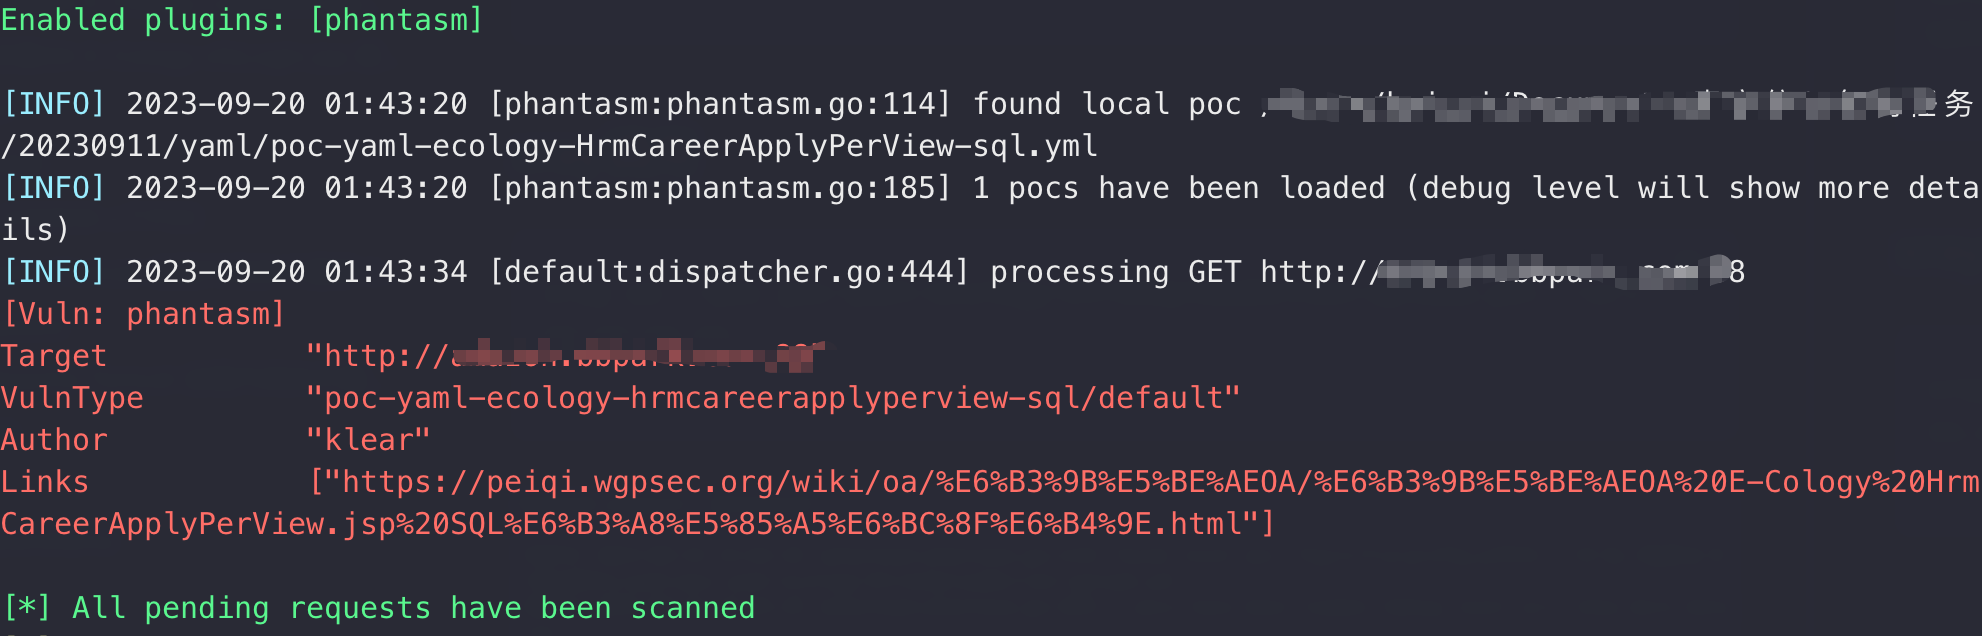 Enabled plugins: [phantasm]
[INFO] 2023-09-20 01:43:20 [phantasm:phantasm.go:114] found local poc 务
/20230911/yaml/poc-yaml-ecology-HrmCareerApplyPerView-sql.yml
[INFO] 2023-09-20 01:43:20 [phantasm:phantasm.go:185] 1 pocs have been loaded (debug level will show more deta
ils)
[INFO] 2023-09-20 01:43:34 [default:dispatcher.go:444] processing GET http:// 8
[Vuln: phantasm]
Target "http://
VulnType "poc-yaml-ecology-hrmcareerapplyperview-sql/default"
Author "klear"
Links ["https://peiqi.wgpsec.org/wiki/oa/%E6%B3%9B%E5%BE%AEOA/%E6%B3%9B%E5%BE%AEOA%20E-Cology%20Hrm
CareerApplyPerView.jsp%20SQL%E6%B3%A8%E5%85%A5%E6%BC%8F%E6%B4%9E.html"]
[*] All pending requests have been scanned